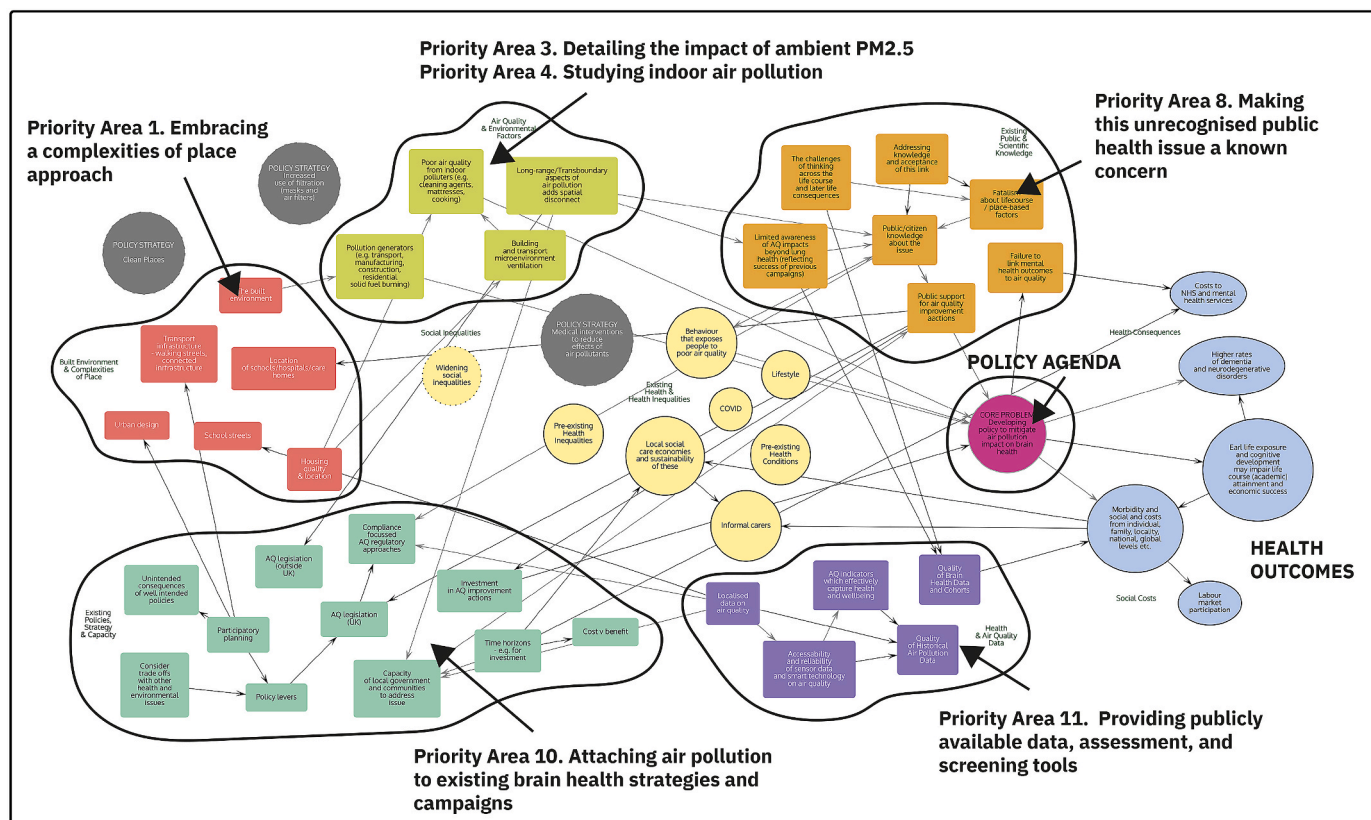 Priority Area 3. Detailing the impact of ambient PM2.5
Priority Area 4. Studying indoor air pollution
Priority Area 8. Making
this unrecognised public
health issue a known
concern
Priority Area 1. Embracing
a complexities of place
approach
POLICY STRATEGY
Increased
use of filtration
(masks and
air filters)
POLICY STRATEGY
Clean Places
Air Quality
& Environmental
Factors
Poor air quality
from indoor
polluters (e.g.
cleaning agents,
mattresses,
cooking)
Long-range/Transboundary
aspects of
air pollution
adds spatial
disconnect
Pollution generators
(e.g. transport,
manufacturing,
construction,
residential
solid fuel burning)
Building
and transport
microenvironment
ventilation
Existing
Public &
Scientific
Knowledge
The challenges
of thinking
across the
life course
and later life
consequences
Addressing
knowledge and
acceptance of
this link
Fatalism
about lifecourse
/ place-based
factors
Limited awareness
of AQ impacts
beyond lung
health (reflecting
success of previous
campaigns)
Public/citizen
knowledge
about the
issue
Failure to
link mental
health outcomes
to air quality
Public support
for air quality
improvement
aactions
The built
environment
Transport
infrastructure
- walking streets,
connected
infrastructure
Location
of schools/hospitals/care
homes
Built Environment
& Complexities
of Place
Urban design
School streets
Housing
quality
& location
Social Inequalities
Widening
social
inequalities
POLICY STRATEGY
Medical interventions
to reduce
effects of
air pollutants
Behaviour
that exposes
people to
poor air quality
Existing
Health &
Health Inequalities
Lifestyle
COVID
Pre-existing
Health
Inequalities
Local social
care economies
and sustainability
of these
Pre-existing
Health
Conditions
Informal carers
POLICY AGENDA
CORE PROBLEM
Developing
policy to mitigate
air pollution
impact on brain
health
Costs to
NHS and mental
health services
Health Consequences
Higher rates
of dementia
and neurodegenerative
disorders
Earl life exposure
and cognitive
development
may impair life
course (academic)
attainment and
economic success
Morbidity and
social and costs
from individual,
family, locality,
national, global
levels etc.
HEALTH
OUTCOMES
Social Costs
Labour
market
participation
Compliance
focussed
AQ regulatory
approaches
AQ legislation
(outside
UK)
Unintended
consequences
of well intended
policies
Existing
Policies,
Strategy
& Capacity
Participatory
planning
AQ legislation
(UK)
Investment
in AQ improvement
actions
Time horizons
- e.g. for
investment
Cost v benefit
Consider
trade offs
with other
health and
environmental
issues
Policy levers
Capacity
of local government
and communities
to address
issue
Localised
data on
air quality
AQ indicators
which effectively
capture health
and wellbeing
Quality
of Brain
Health Data
and Cohorts
Health
& Air Quality
Data
Accessability
and reliability
of sensor data
and smart technology
on air quality
Quality
of Historical
Air Pollution
Data
Priority Area 10. Attaching air pollution
to existing brain health strategies and
campaigns
Priority Area 11. Providing publicly
available data, assessment, and
screening tools